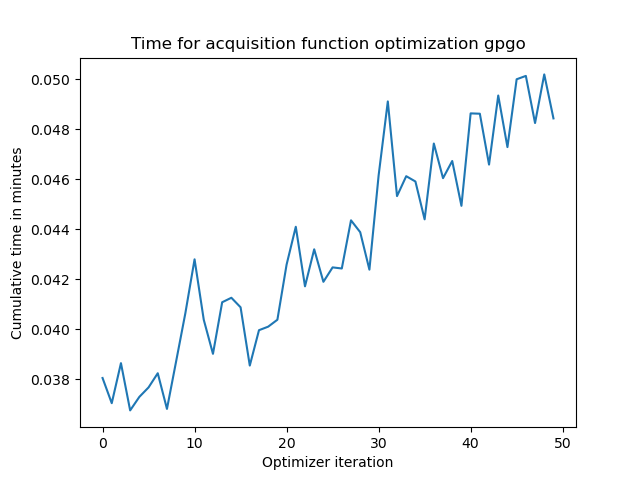 Time for acquisition function optimization gpgo
Cumulative time in minutes
0.050
0.048
0.046
0.044
0.042
0.040
0.038
0 10 20 30 40 50
Optimizer iteration